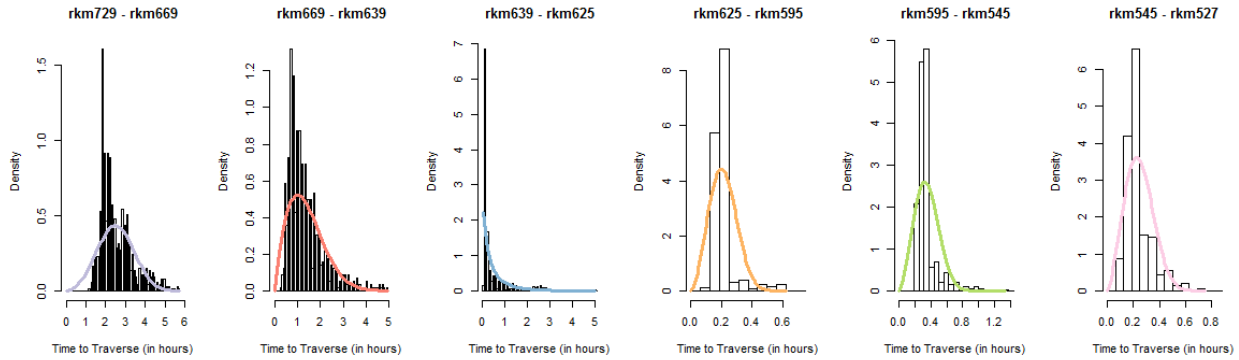 rkm729 - rkm669
Density
0.0 0.5 1.0 1.5
0 1 2 3 4 5 6
Time to Traverse (in hours)
rkm669 - rkm639
Density
0.0 0.2 0.4 0.6 0.8 1.0 1.2
0 1 2 3 4 5
Time to Traverse (in hours)
rkm639 - rkm625
Density
0 1 2 3 4 5 6 7
0 1 2 3 4 5
Time to Traverse (in hours)
rkm625 - rkm595
Density
0 2 4 6 8
0.0 0.2 0.4 0.6
Time to Traverse (in hours)
rkm595 - rkm545
Density
0 1 2 3 4 5 6
0.0 0.4 0.8 1.2
Time to Traverse (in hours)
rkm545 - rkm527
Density
0 1 2 3 4 5 6
0.0 0.2 0.4 0.6 0.8
Time to Traverse (in hours)